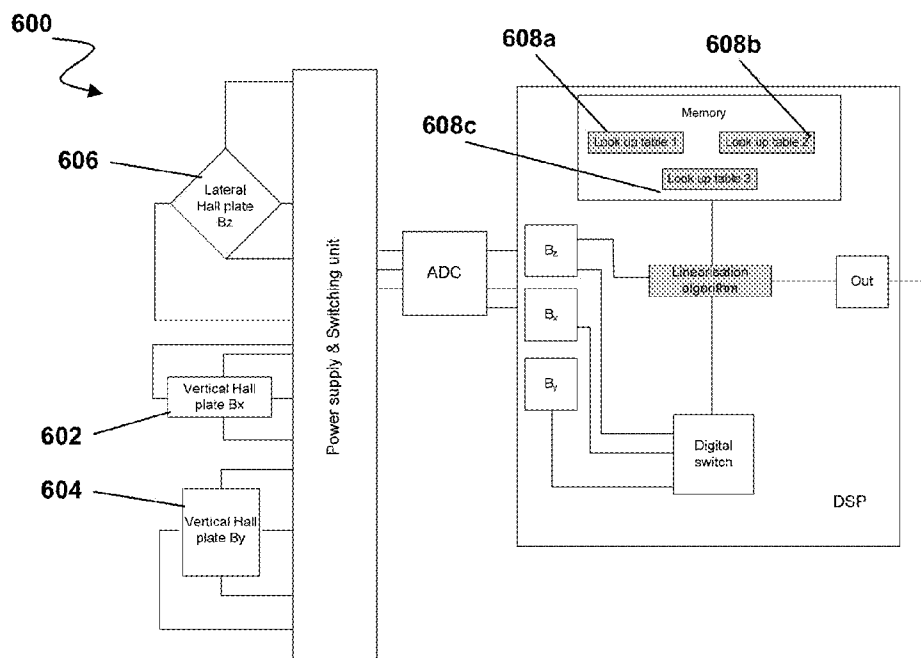 600
606
Lateral
Hall plate
Bz
Vertical Hall
plate Bx
602
604
Vertical Hall
plate By
Power supply & Switching unit
ADC
608a
608b
608c
Memory
Look up table 1
Look up table 2
Look up table 3
Bz
Bx
By
Linearisation
algorithm
Out
Digital
switch
DSP